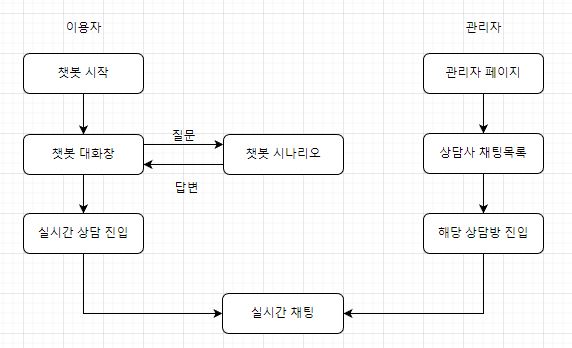 이용자
관리자
챗봇 시작
관리자 페이지
질문
챗봇 대화창
챗봇 시나리오
상담사 채팅목록
답변
실시간 상담 진입
해당 상담방 진입
실시간 채팅